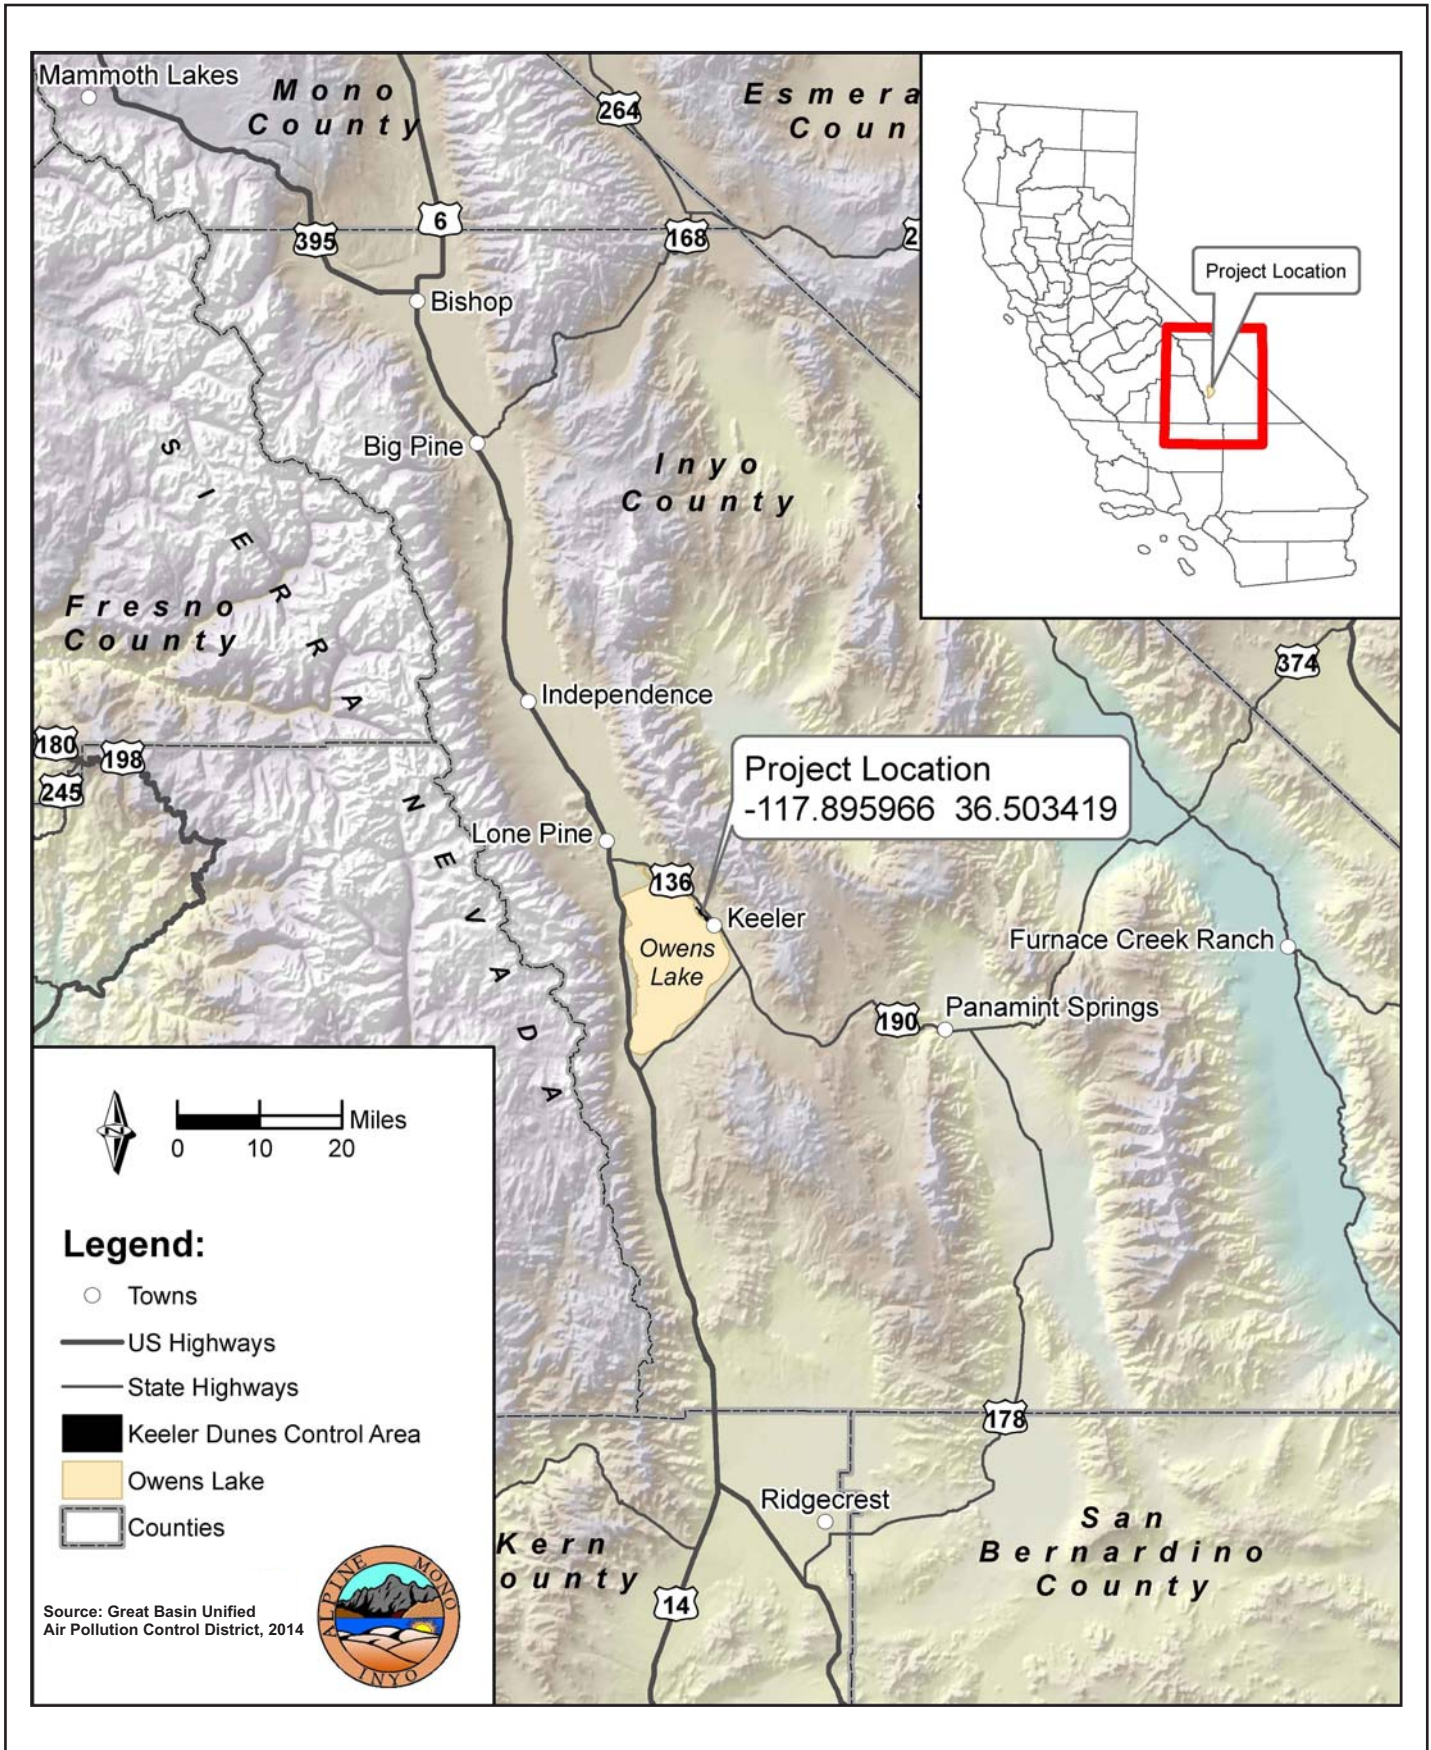 Mammoth Lakes
Mono
County
Esmera
Coun
264
6
395
168
2
Bishop
Project Location
Big Pine
Inyo
County
SIERRA NEVADA
Fresno
County
374
Independence
180
198
245
Project Location
-117.895966 36.503419
Lone Pine
136
Keeler
Owens
Lake
Furnace Creek Ranch
Panamint Springs
190
N
Miles
0 10 20
Legend:
Towns
US Highways
State Highways
Keeler Dunes Control Area
Owens Lake
Counties
178
Ridgecrest
San
Bernardino
County
Kern
ounty
14
Source: Great Basin Unified
Air Pollution Control District, 2014
ALPINE MONO
INYO